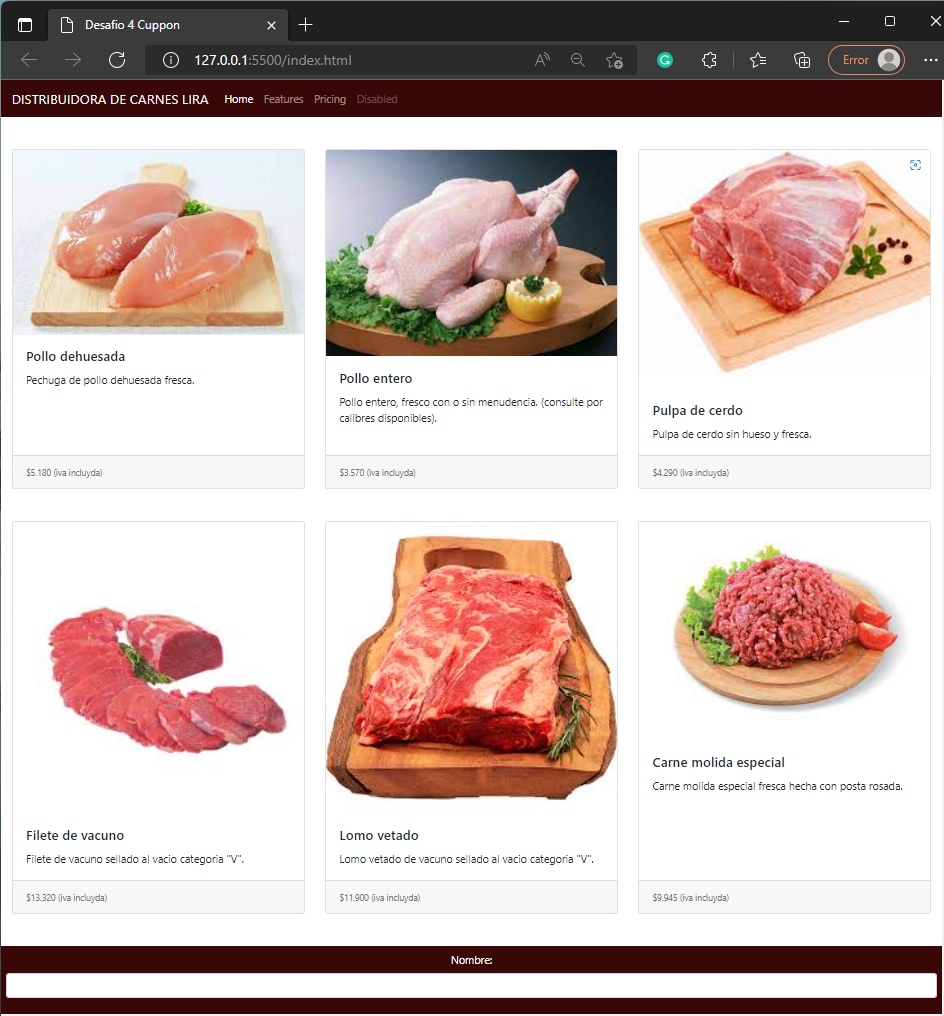 Desafio 4 Cuppon
127.0.0.1:5500/index.html
Error
DISTRIBUIDORA DE CARNES LIRA Home Features Pricing Disabled
Pollo dehuesada
Pechuga de pollo dehuesada fresca.
$5.180 (iva incluyda)
Pollo entero
Pollo entero, fresco con o sin menudencia. (consulte por
calibres disponibles).
$3.570 (iva incluyda)
Pulpa de cerdo
Pulpa de cerdo sin hueso y fresca.
$4.290 (iva incluyda)
Filete de vacuno
Filete de vacuno sellado al vacio categoria "V".
$13.320 (iva incluyda)
Lomo vetado
Lomo vetado de vacuno sellado al vacio categoria "V".
$11.900 (iva incluyda)
Carne molida especial
Carne molida especial fresca hecha con posta rosada.
$9.945 (iva incluyda)
Nombre: